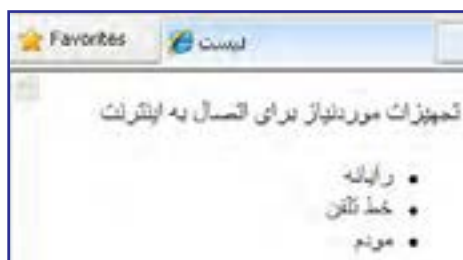 Favorites
لیست
تجهیزات موردنیاز برای اتصال به اینترنت
• رایانه
• خط تلفن
• مودم